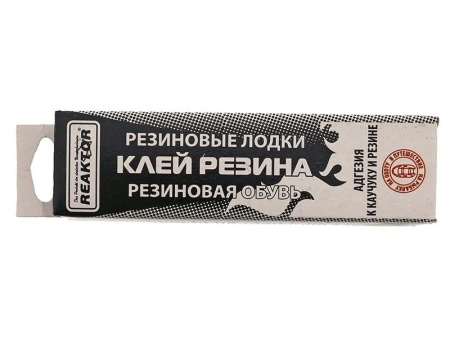 REAKTOR
РЕЗИНОВЫЕ ЛОДКИ
КЛЕЙ РЕЗИНА
РЕЗИНОВАЯ ОБУВЬ
АДГЕЗИЯ
К КАУЧУКУ И РЕЗИНЕ